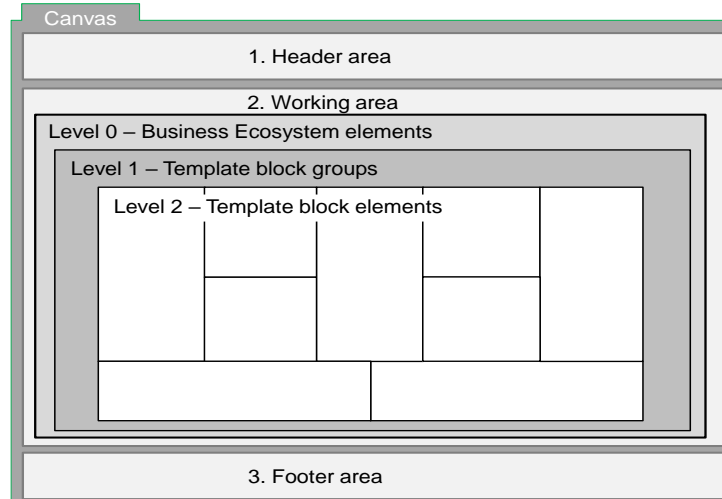 Canvas
1. Header area
2. Working area
Level 0 – Business Ecosystem elements
Level 1 – Template block groups
Level 2 – Template block elements
3. Footer area